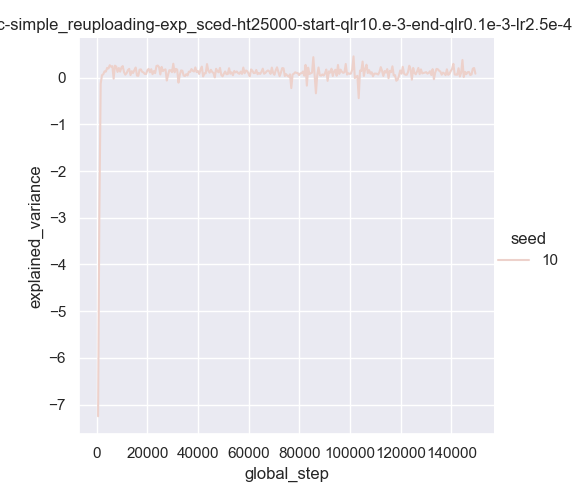 c-simple_reuploading-exp_sced-ht25000-start-qlr10.e-3-end-qlr0.1e-3-lr2.5e-4
0
−1
−2
−3
−4
−5
−6
−7
explained_variance
0 20000 40000 60000 80000 100000 120000 140000
global_step
seed
10